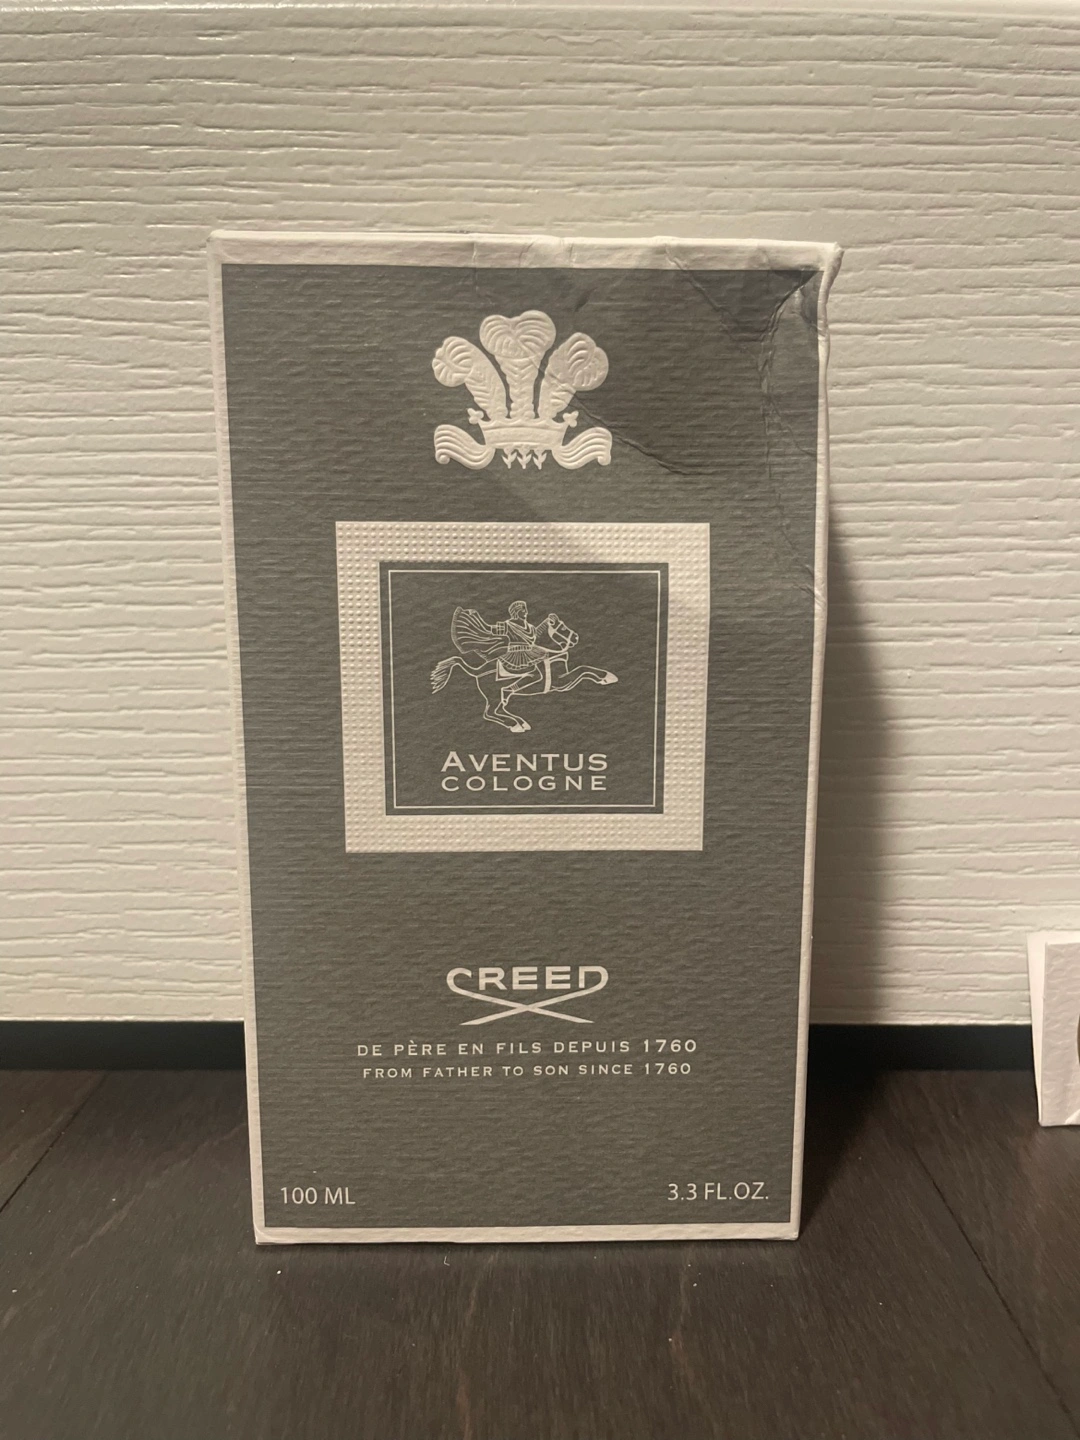 AVENTUS
COLOGNE
CREED
DE PÈRE EN FILS DEPUIS 1760
FROM FATHER TO SON SINCE 1760
100 ML
3.3 FL.OZ.